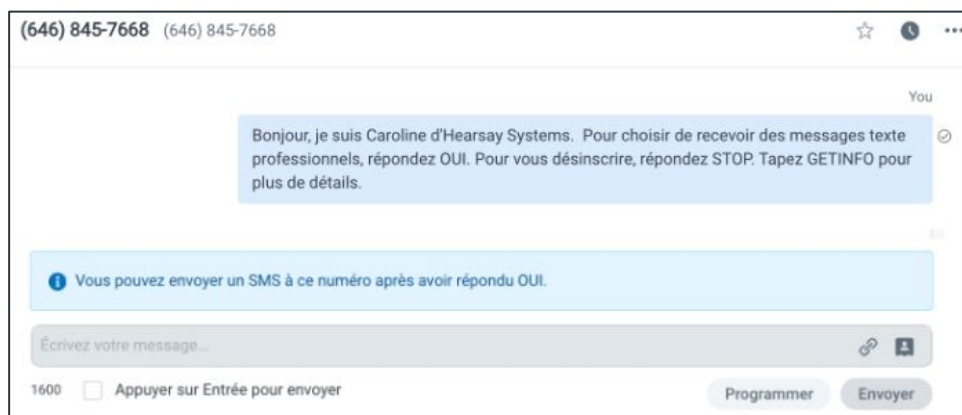 (646) 845-7668 (646) 845-7668
You
Bonjour, je suis Caroline d'Hearsay Systems. Pour choisir de recevoir des messages texte
professionnels, répondez OUI. Pour vous désinscrire, répondez STOP. Tapez GETINFO pour
plus de détails.
Vous pouvez envoyer un SMS à ce numéro après avoir répondu OUI.
Écrivez votre message...
1600 Appuyer sur Entrée pour envoyer Programmer Envoyer